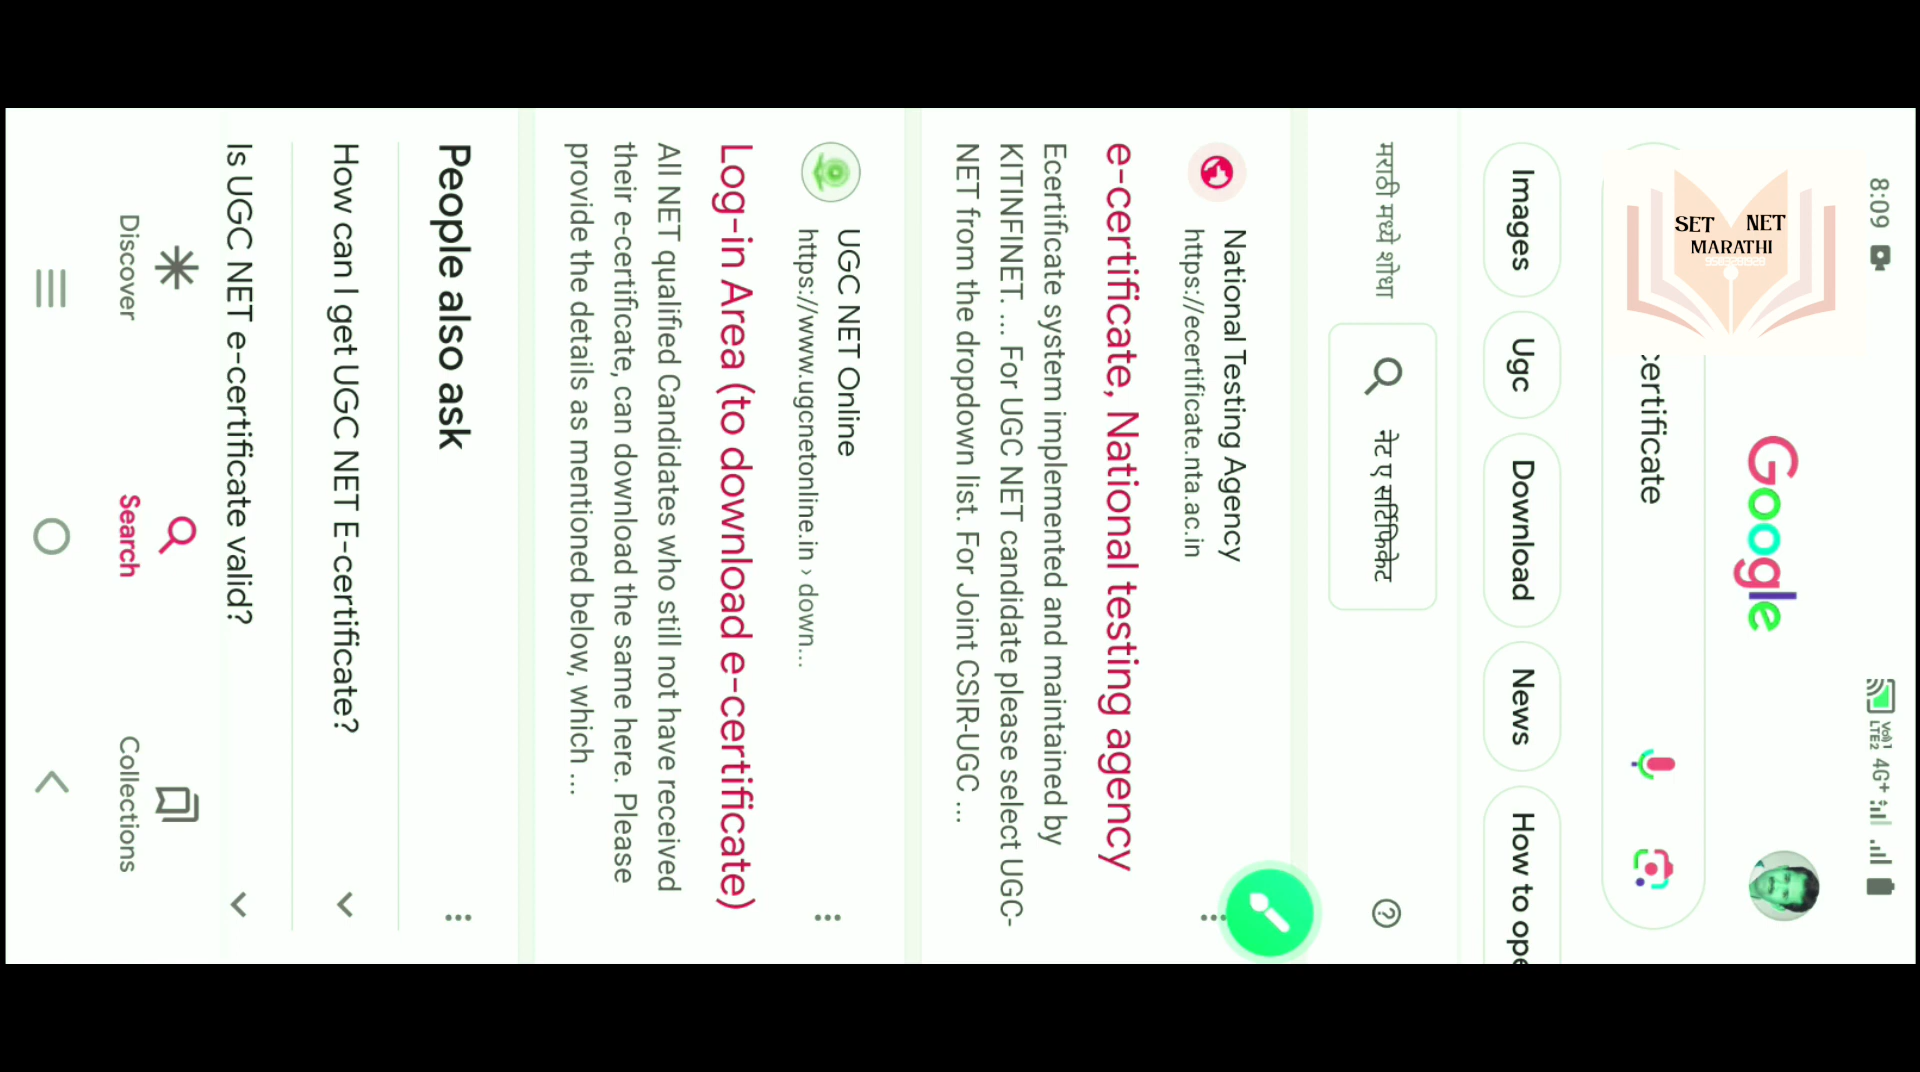 8:09
Vo)) 1
LTE2 4G+
SET NET
MARATHI
Google
certificate
Images
Ugc
Download
News
How to ope
मराठी मध्ये शोधा
नेट ए सर्टिफिकेट
National Testing Agency
https://ecertificate.nta.ac.in
e-certificate, National testing agency
Ecertificate system implemented and maintained by
KITINFINET. ... For UGC NET candidate please select UGC-
NET from the dropdown list. For Joint CSIR-UGC ...
UGC NET Online
https://www.ugcnetonline.in › down...
Log-in Area (to download e-certificate)
All NET qualified Candidates who still not have received
their e-certificate, can download the same here. Please
provide the details as mentioned below, which ...
People also ask
How can I get UGC NET E-certificate?
Is UGC NET e-certificate valid?
Discover
Search
Collections